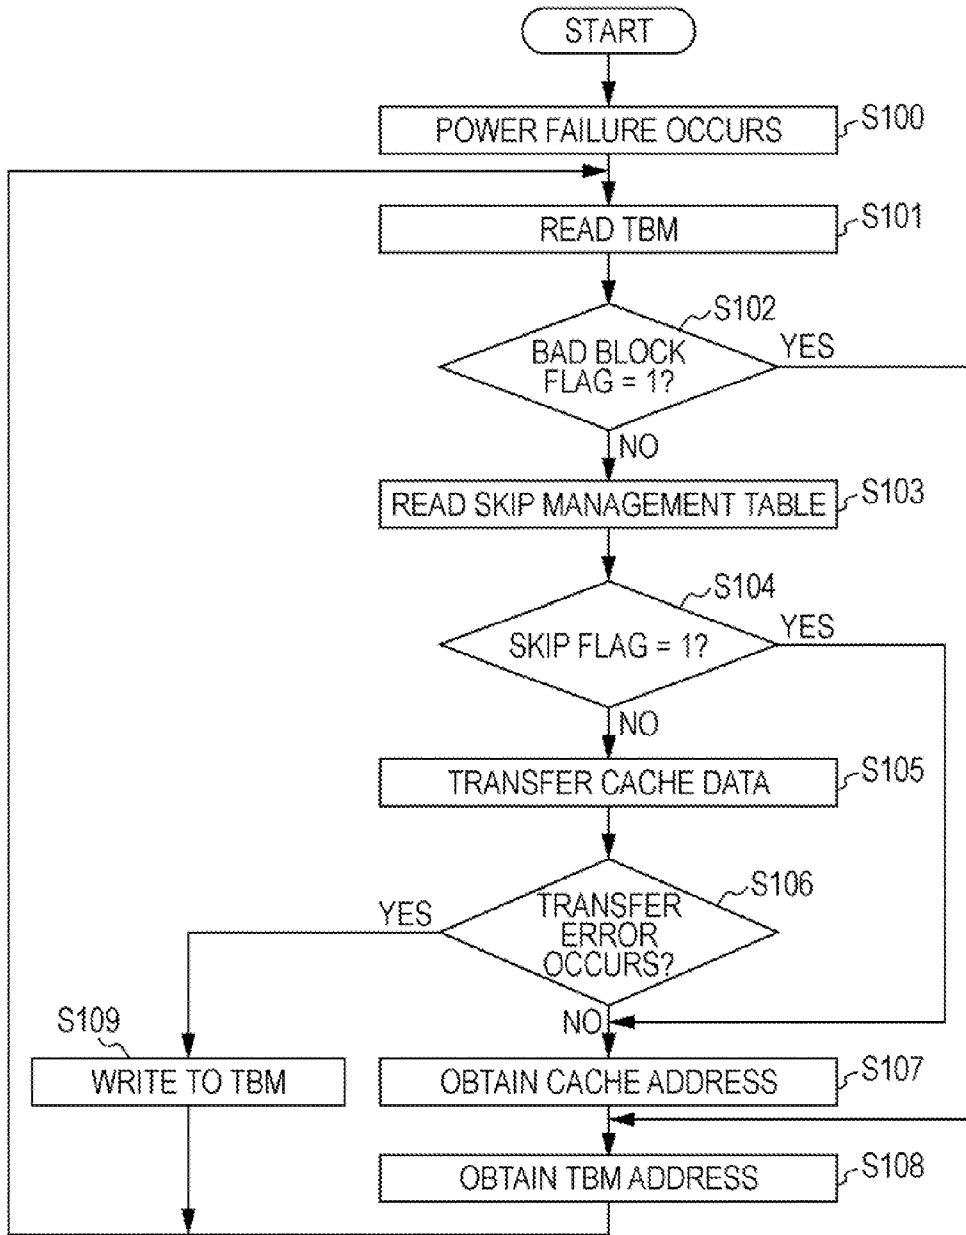 START
POWER FAILURE OCCURS
S100
READ TBM
S101
S102
BAD BLOCK
FLAG = 1?
YES
NO
READ SKIP MANAGEMENT TABLE
S103
S104
SKIP FLAG = 1?
YES
NO
TRANSFER CACHE DATA
S105
S106
YES
TRANSFER
ERROR
OCCURS?
NO
S109
WRITE TO TBM
OBTAIN CACHE ADDRESS
S107
OBTAIN TBM ADDRESS
S108